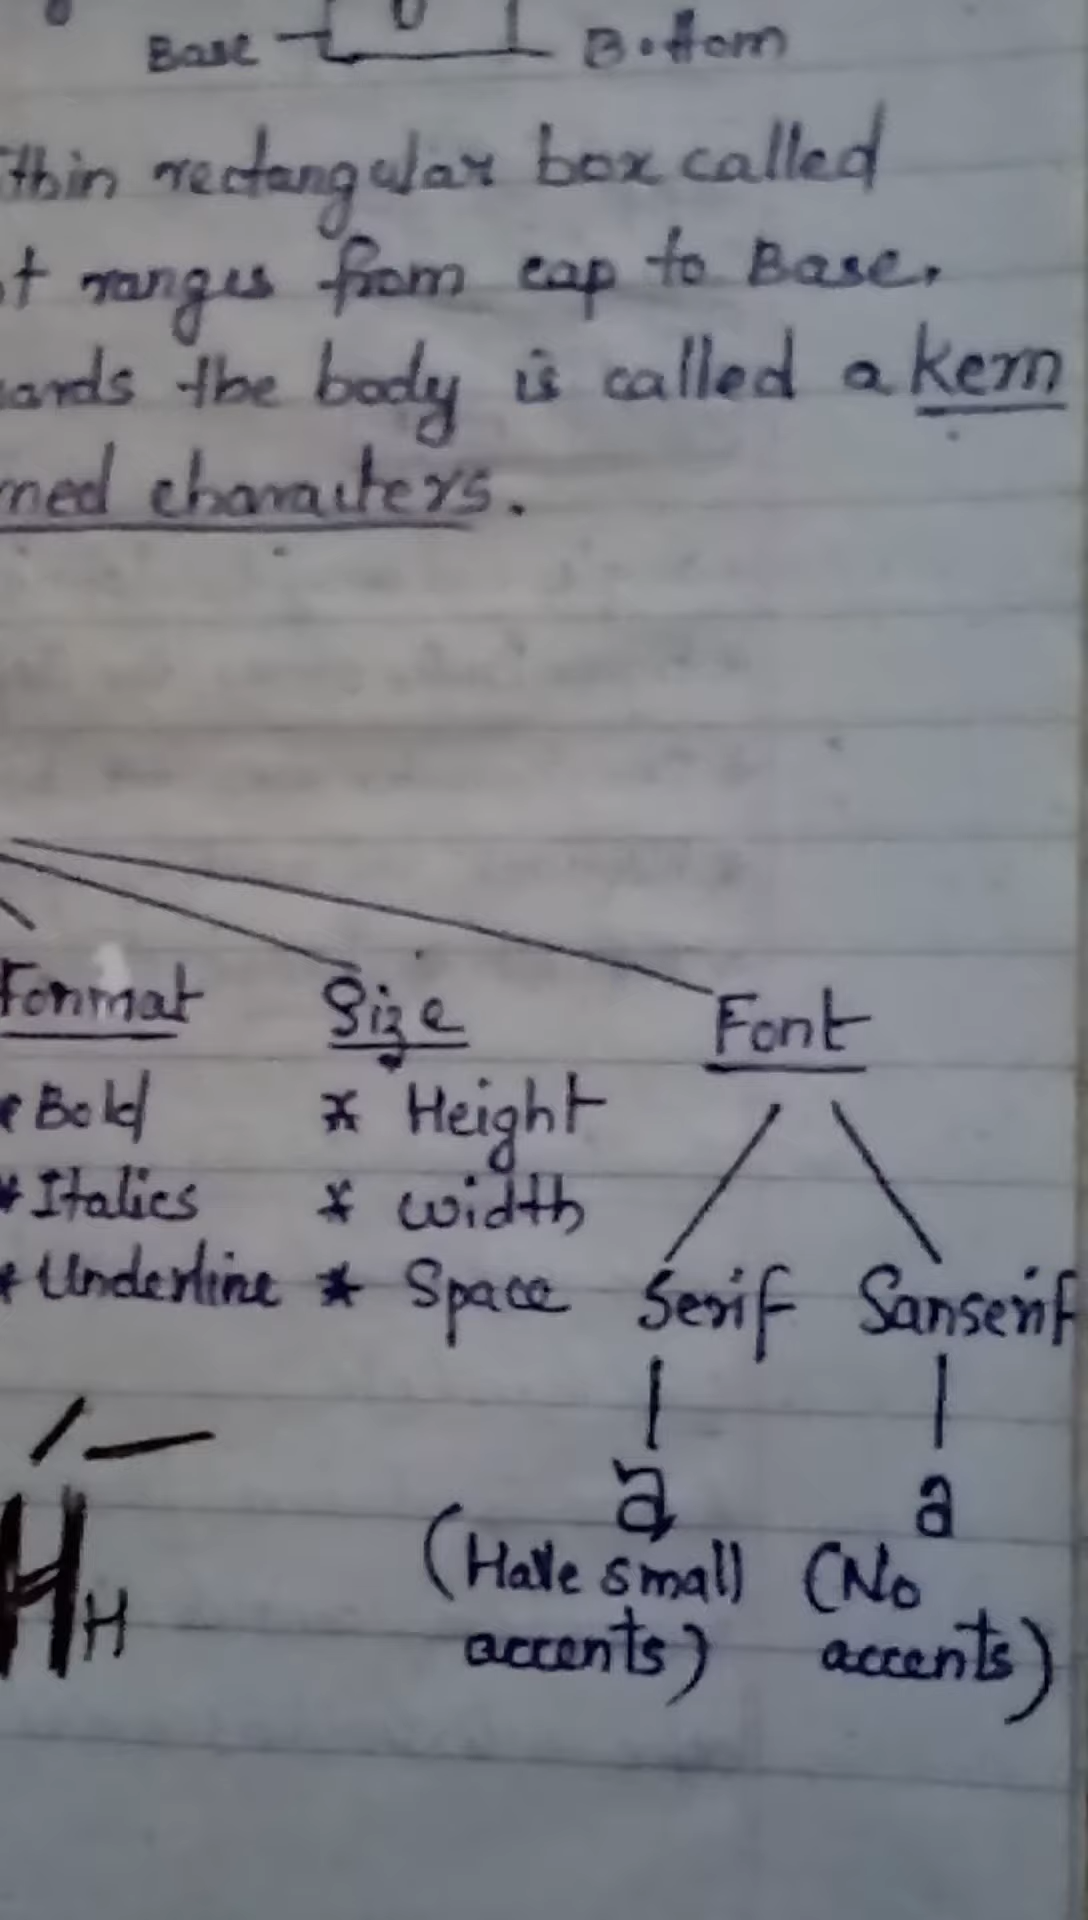 Base Bottom
ithin rectangular box called
t ranges from cap to Base.
ards the body is called a kern
ned characters.
Format Size Font
* Bold * Height
* Italics * width
* Underline * Space Serif Sanserif
a a
H H (Have small (No
accents) accents)